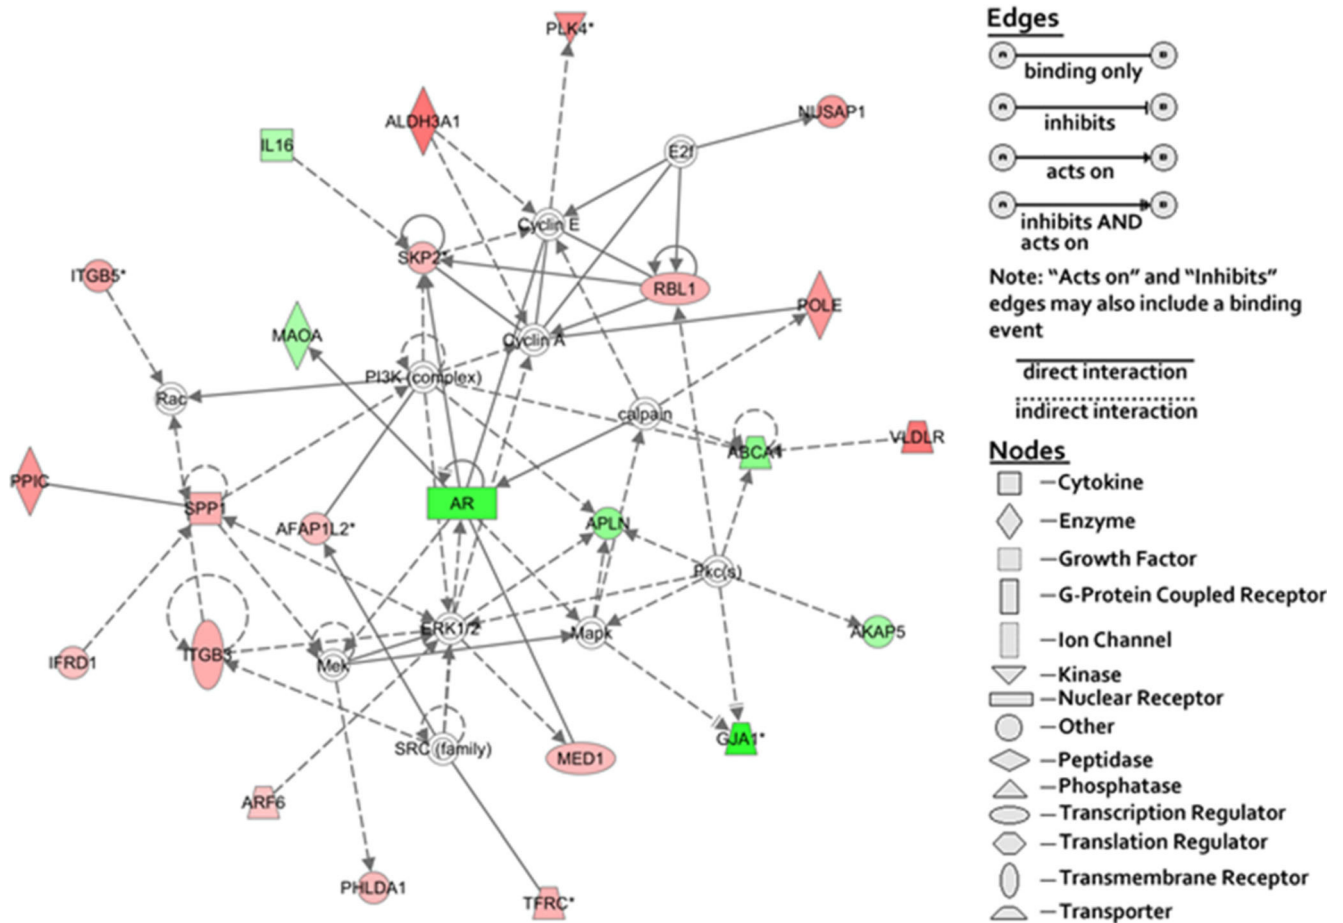 PLK4*
NUSAP1
ALDH3A1
IL16
E2f
Cyclin E
SKP2*
ITGB5*
RBL1
POLE
MAOA
Cyclin A
PI3K (complex)
Rac
calpain
ABCA1
VLDLR
PPIC
SPP1
AR
AFAP1L2*
APLN
Pkc(s)
ERK1/2
Mapk
AKAP5
IFRD1
ITGB3
Mek
GJA1*
SRC (family)
MED1
ARF6
PHLDA1
TFRC*
Edges
A B
binding only
A B
inhibits
A B
acts on
A B
inhibits AND
acts on
Note: “Acts on” and “Inhibits”
edges may also include a binding
event
direct interaction
indirect interaction
Nodes
—Cytokine
—Enzyme
—Growth Factor
—G-Protein Coupled Receptor
—Ion Channel
—Kinase
—Nuclear Receptor
—Other
—Peptidase
—Phosphatase
—Transcription Regulator
—Translation Regulator
—Transmembrane Receptor
—Transporter